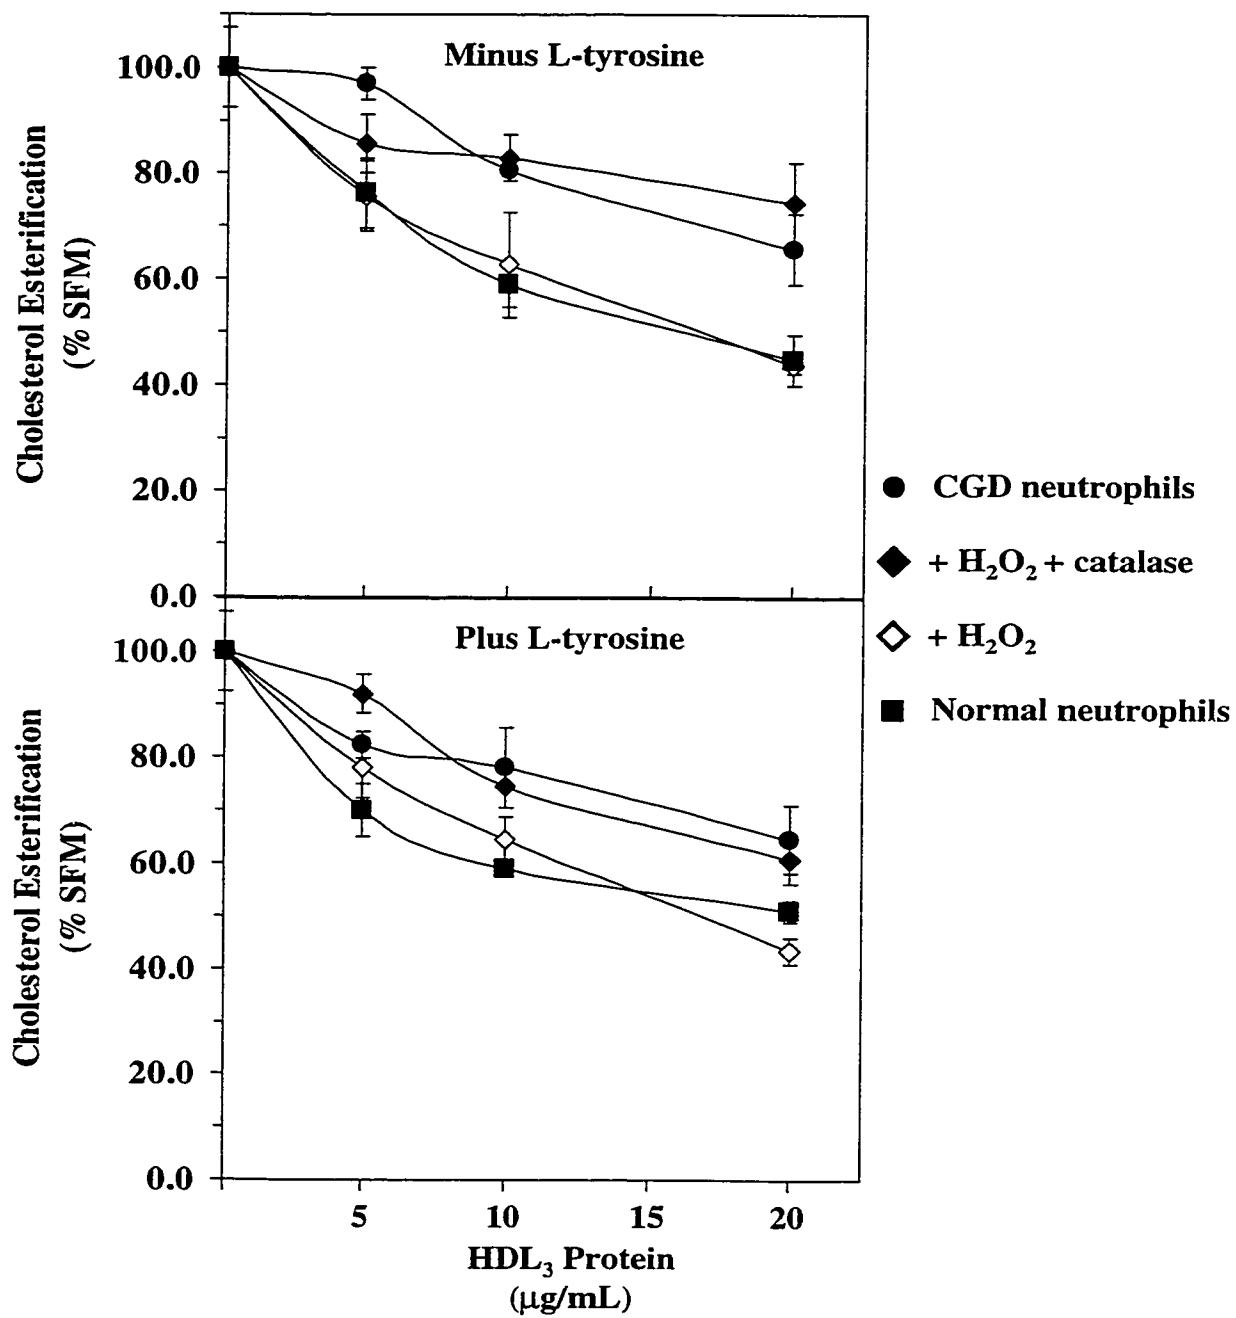 Minus L-tyrosine
100.0
80.0
60.0
40.0
20.0
0.0
Cholesterol Esterification
(% SFM)
Plus L-tyrosine
100.0
80.0
60.0
40.0
20.0
0.0
Cholesterol Esterification
(% SFM)
5 10 15 20
HDL₃ Protein
(µg/mL)
CGD neutrophils
+ H₂O₂ + catalase
+ H₂O₂
Normal neutrophils